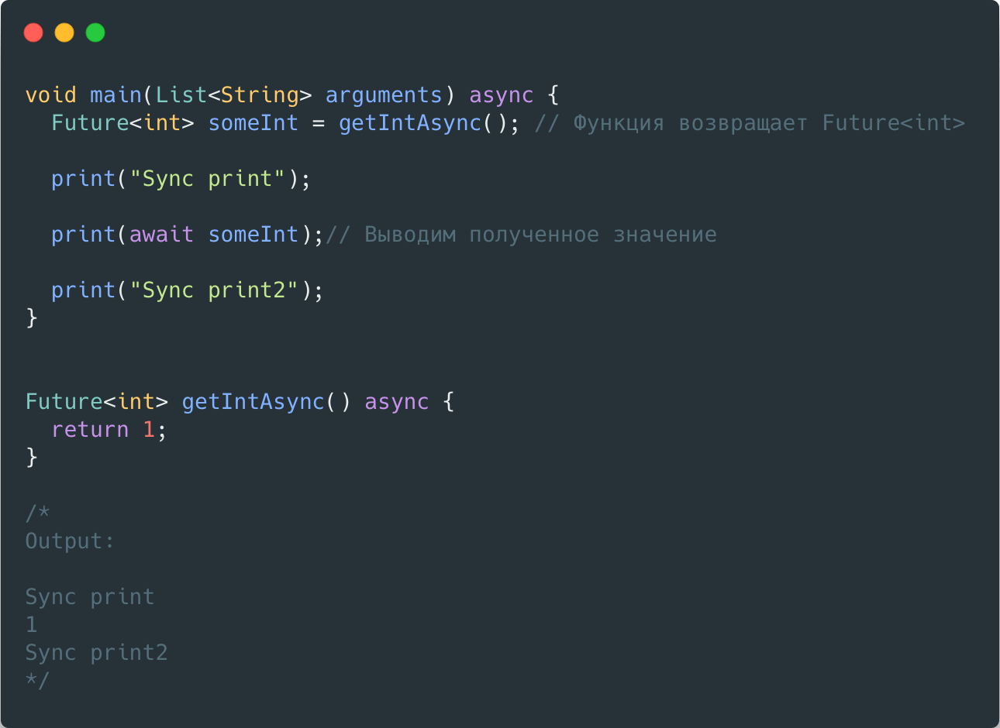 void main(List<String> arguments) async {
  Future<int> someInt = getIntAsync(); // Функция возвращает Future<int>
  print("Sync print");
  print(await someInt);// Выводим полученное значение
  print("Sync print2");
}
Future<int> getIntAsync() async {
  return 1;
}
/*
Output:
Sync print
1
Sync print2
*/